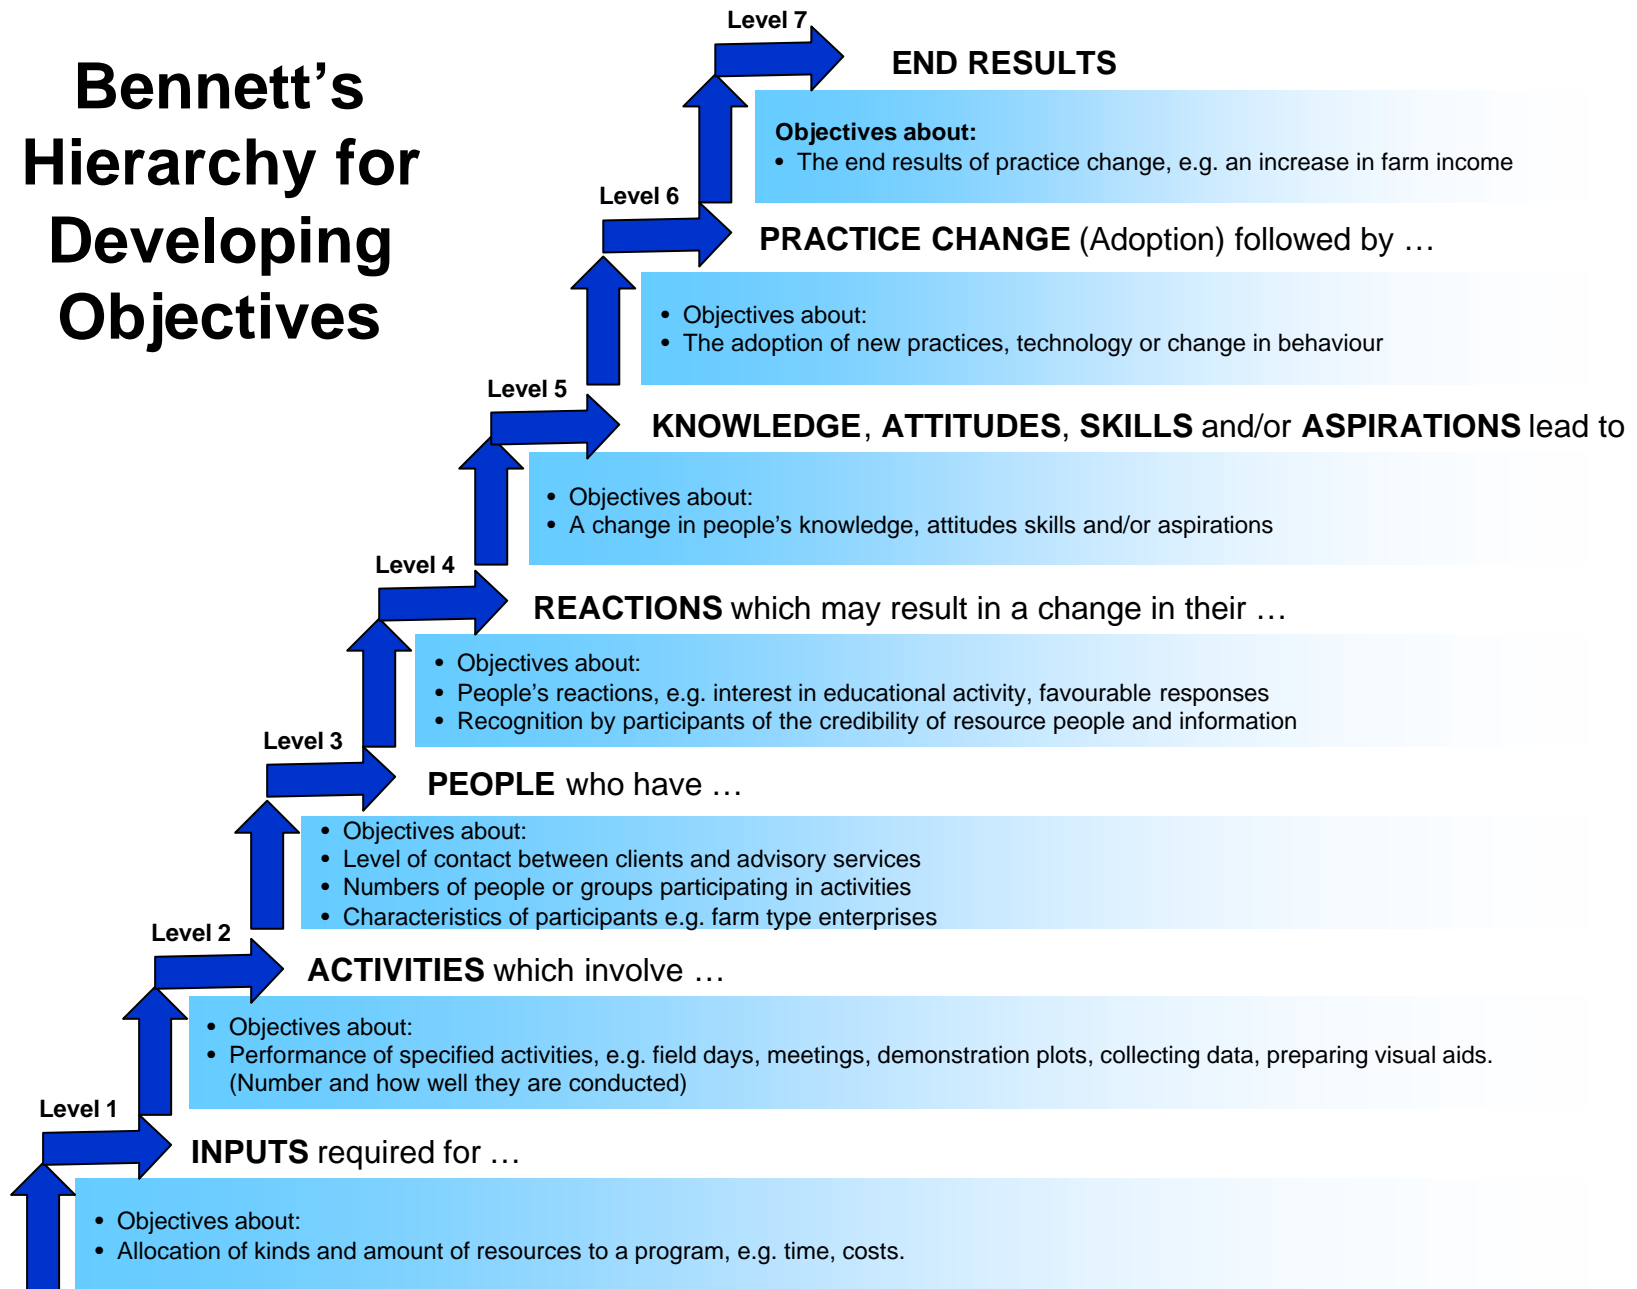 Bennett’s
Hierarchy for
Developing
Objectives
Level 7
END RESULTS
Objectives about:
• The end results of practice change, e.g. an increase in farm income
Level 6
PRACTICE CHANGE (Adoption) followed by …
• Objectives about:
• The adoption of new practices, technology or change in behaviour
Level 5
KNOWLEDGE, ATTITUDES, SKILLS and/or ASPIRATIONS lead to
• Objectives about:
• A change in people’s knowledge, attitudes skills and/or aspirations
Level 4
REACTIONS which may result in a change in their …
• Objectives about:
• People’s reactions, e.g. interest in educational activity, favourable responses
• Recognition by participants of the credibility of resource people and information
Level 3
PEOPLE who have …
• Objectives about:
• Level of contact between clients and advisory services
• Numbers of people or groups participating in activities
• Characteristics of participants e.g. farm type enterprises
Level 2
ACTIVITIES which involve …
• Objectives about:
• Performance of specified activities, e.g. field days, meetings, demonstration plots, collecting data, preparing visual aids.
(Number and how well they are conducted)
Level 1
INPUTS required for …
• Objectives about:
• Allocation of kinds and amount of resources to a program, e.g. time, costs.